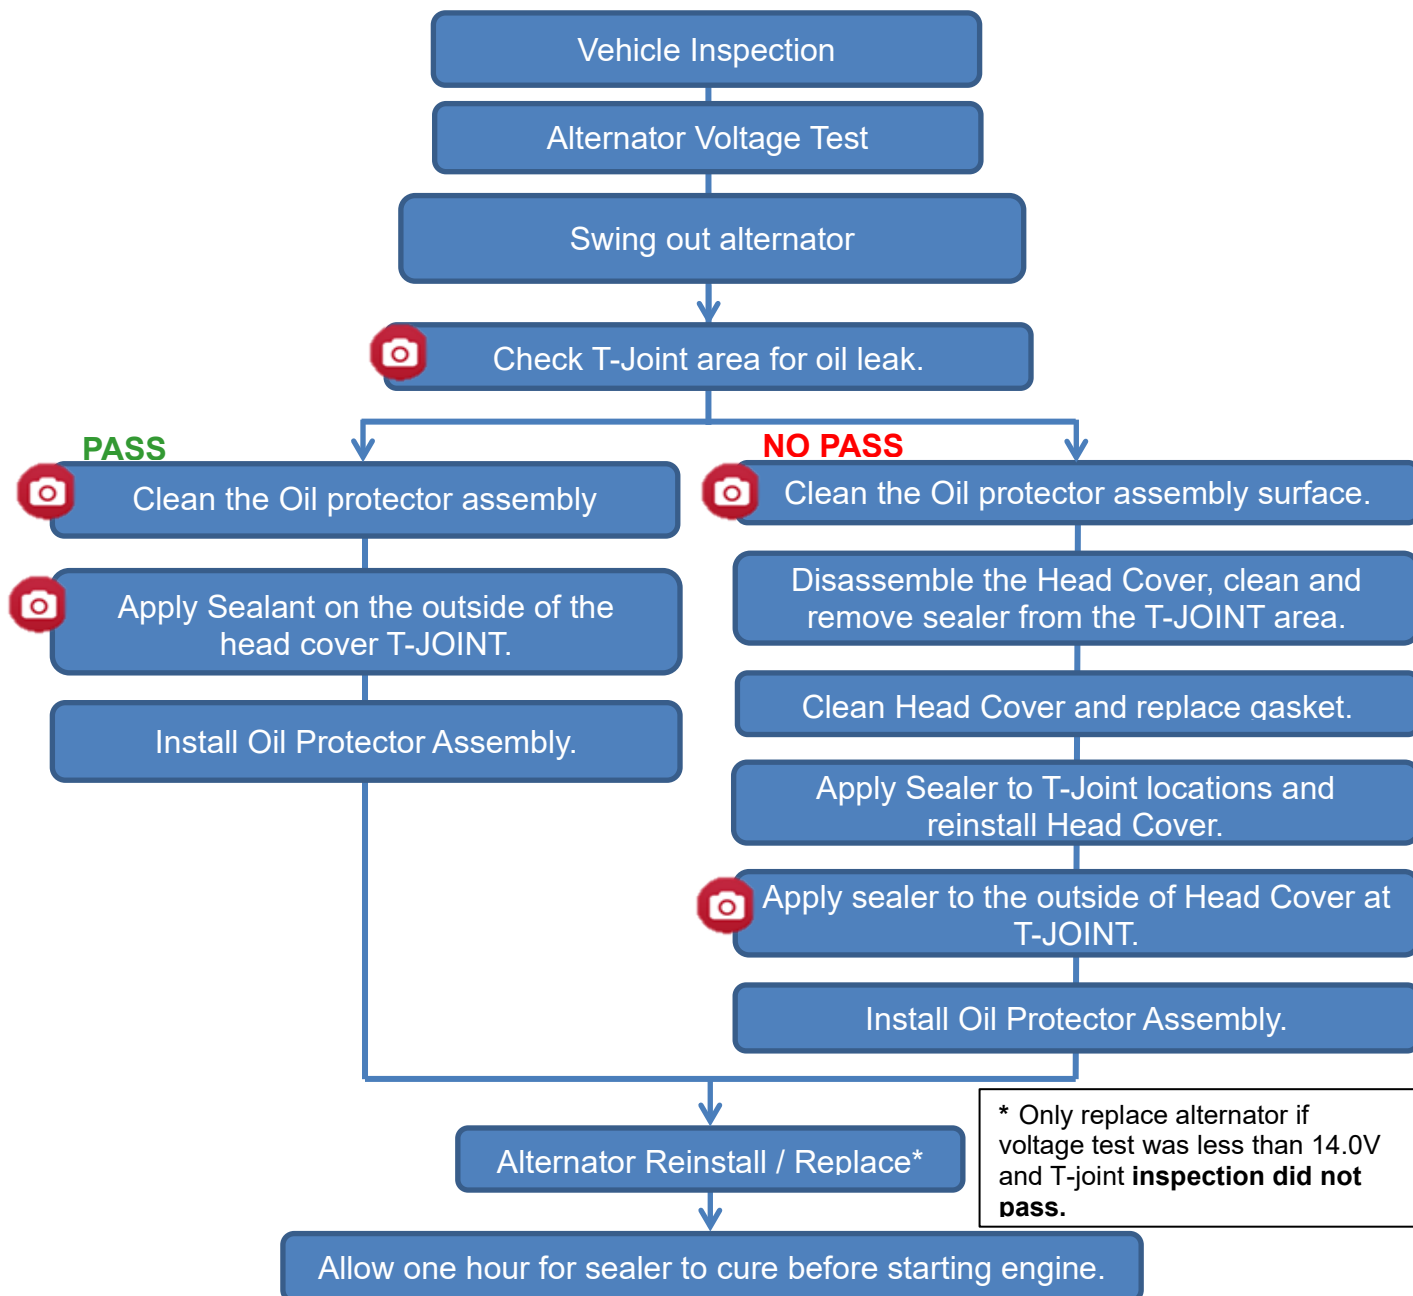 Vehicle Inspection
Alternator Voltage Test
Swing out alternator
Check T-Joint area for oil leak.
PASS
Clean the Oil protector assembly
Apply Sealant on the outside of the
head cover T-JOINT.
Install Oil Protector Assembly.
NO PASS
Clean the Oil protector assembly surface.
Disassemble the Head Cover, clean and
remove sealer from the T-JOINT area.
Clean Head Cover and replace gasket.
Apply Sealer to T-Joint locations and
reinstall Head Cover.
Apply sealer to the outside of Head Cover at
T-JOINT.
Install Oil Protector Assembly.
Alternator Reinstall / Replace*
* Only replace alternator if
voltage test was less than 14.0V
and T-joint inspection did not
pass.
Allow one hour for sealer to cure before starting engine.